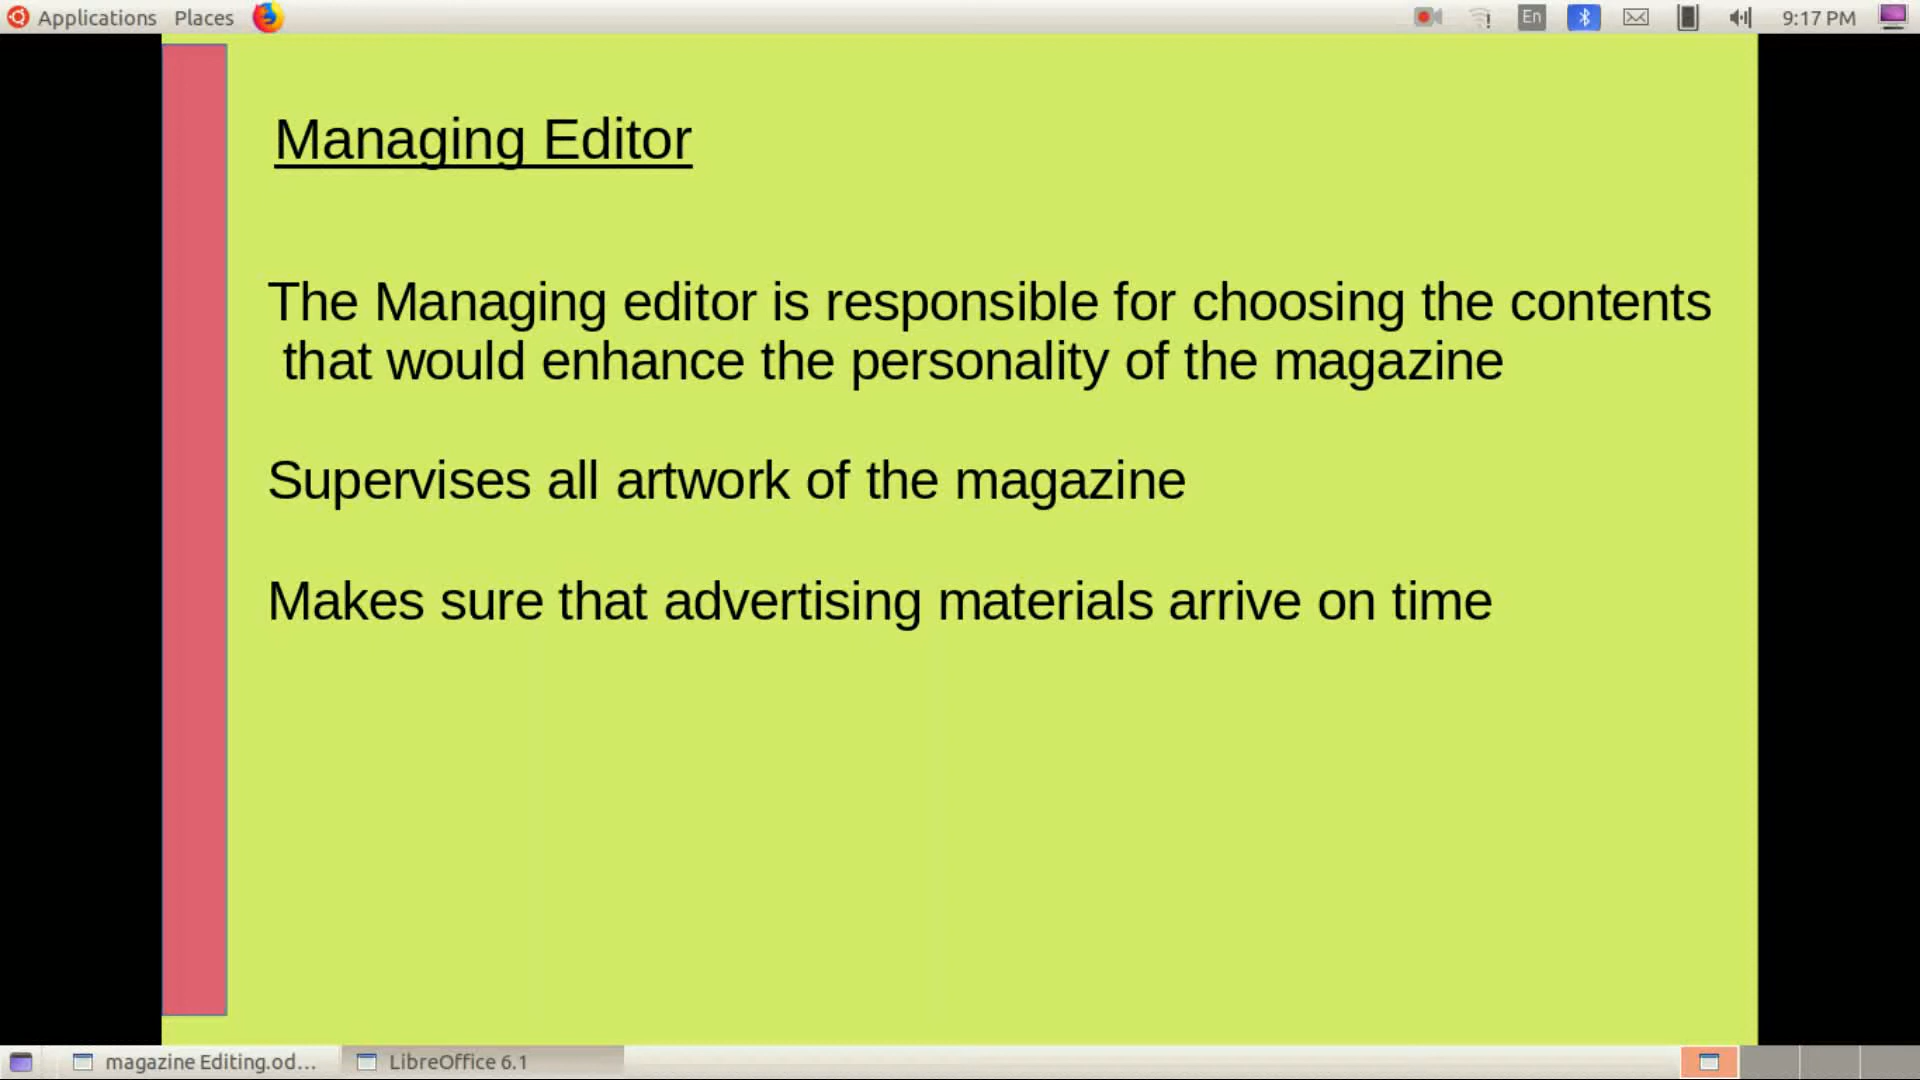 Applications Places En 9:17 PM
Managing Editor
The Managing editor is responsible for choosing the contents
that would enhance the personality of the magazine
Supervises all artwork of the magazine
Makes sure that advertising materials arrive on time
magazine Editing.od... LibreOffice 6.1